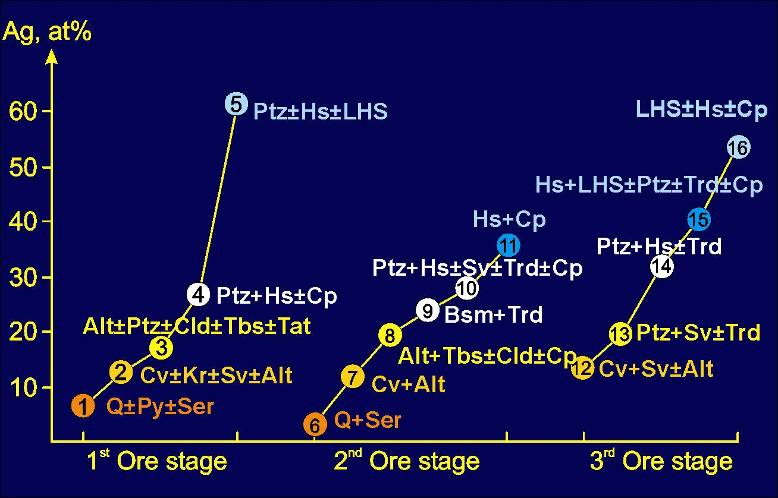 Ag, at%
60
50
40
30
20
10
5 Ptz±Hs±LHS
4 Ptz+Hs±Cp
Alt±Ptz±Cld±Tbs±Tat
3
2 Cv±Kr±Sv±Alt
1 Q±Py±Ser
Hs+Cp
11
Ptz+Hs±Sv±Trd±Cp
10
9 Bsm+Trd
8 Alt+Tbs±Cld±Cp
7 Cv+Alt
6 Q+Ser
LHS±Hs±Cp
16
Hs+LHS±Ptz±Trd±Cp
15
Ptz+Hs±Trd
14
13 Ptz+Sv±Trd
12 Cv+Sv±Alt
1st Ore stage
2nd Ore stage
3rd Ore stage